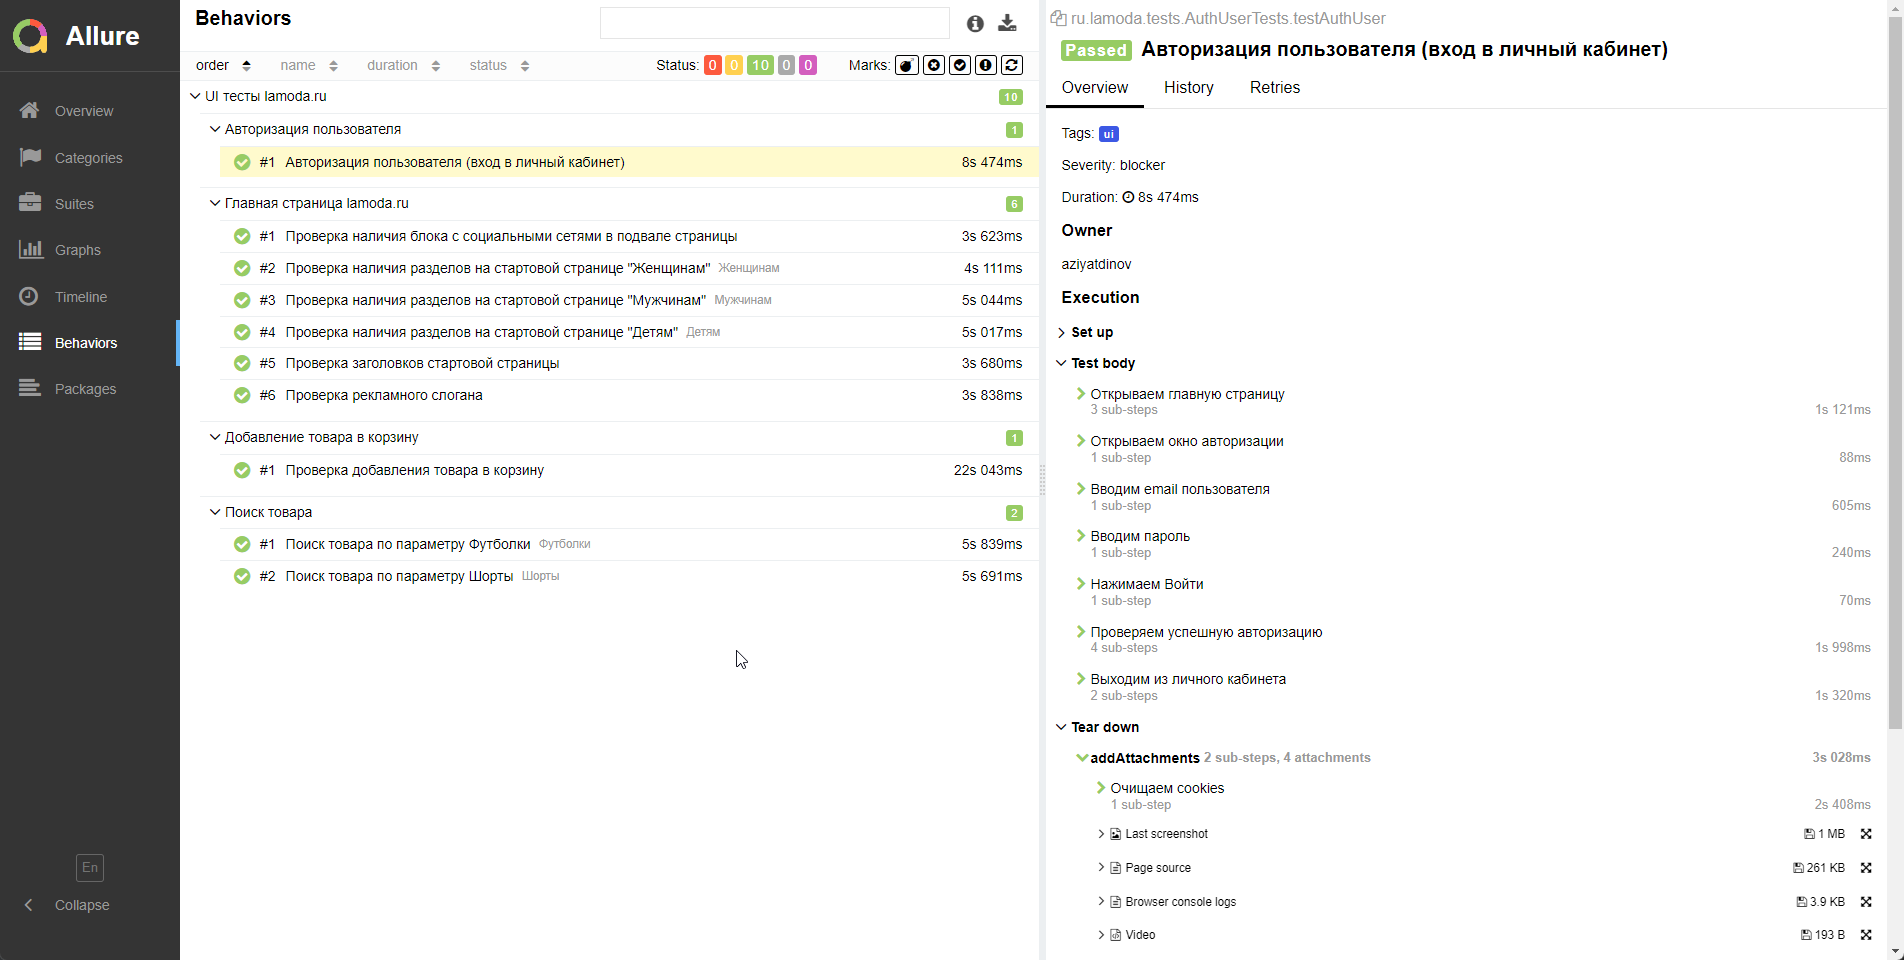 Allure
Overview
Categories
Suites
Graphs
Timeline
Behaviors
Packages
En
Collapse
Behaviors
order name duration status Status: 0 0 10 0 0 Marks:
UI тесты lamoda.ru 10
Авторизация пользователя 1
#1 Авторизация пользователя (вход в личный кабинет) 8s 474ms
Главная страница lamoda.ru 6
#1 Проверка наличия блока с социальными сетями в подвале страницы 3s 623ms
#2 Проверка наличия разделов на стартовой странице "Женщинам" Женщинам 4s 111ms
#3 Проверка наличия разделов на стартовой странице "Мужчинам" Мужчинам 5s 044ms
#4 Проверка наличия разделов на стартовой странице "Детям" Детям 5s 017ms
#5 Проверка заголовков стартовой страницы 3s 680ms
#6 Проверка рекламного слогана 3s 838ms
Добавление товара в корзину 1
#1 Проверка добавления товара в корзину 22s 043ms
Поиск товара 2
#1 Поиск товара по параметру Футболки Футболки 5s 839ms
#2 Поиск товара по параметру Шорты Шорты 5s 691ms
ru.lamoda.tests.AuthUserTests.testAuthUser
Passed Авторизация пользователя (вход в личный кабинет)
Overview History Retries
Tags: ui
Severity: blocker
Duration: 8s 474ms
Owner
aziyatdinov
Execution
Set up
Test body
Открываем главную страницу
3 sub-steps 1s 121ms
Открываем окно авторизации
1 sub-step 88ms
Вводим email пользователя
1 sub-step 605ms
Вводим пароль
1 sub-step 240ms
Нажимаем Войти
1 sub-step 70ms
Проверяем успешную авторизацию
4 sub-steps 1s 998ms
Выходим из личного кабинета
2 sub-steps 1s 320ms
Tear down
addAttachments 2 sub-steps, 4 attachments 3s 028ms
Очищаем cookies
1 sub-step 2s 408ms
Last screenshot 1 MB
Page source 261 KB
Browser console logs 3.9 KB
Video 193 B